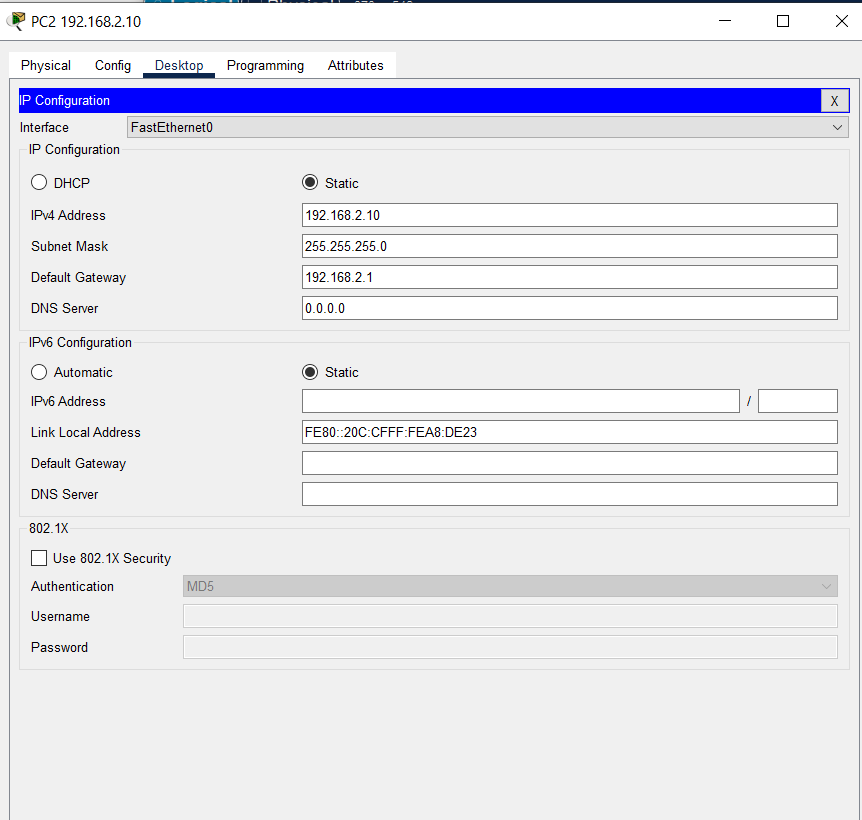 PC2 192.168.2.10
Physical Config Desktop Programming Attributes
IP Configuration X
Interface FastEthernet0
IP Configuration
DHCP Static
IPv4 Address 192.168.2.10
Subnet Mask 255.255.255.0
Default Gateway 192.168.2.1
DNS Server 0.0.0.0
IPv6 Configuration
Automatic Static
IPv6 Address /
Link Local Address FE80::20C:CFFF:FEA8:DE23
Default Gateway
DNS Server
802.1X
Use 802.1X Security
Authentication MD5
Username
Password